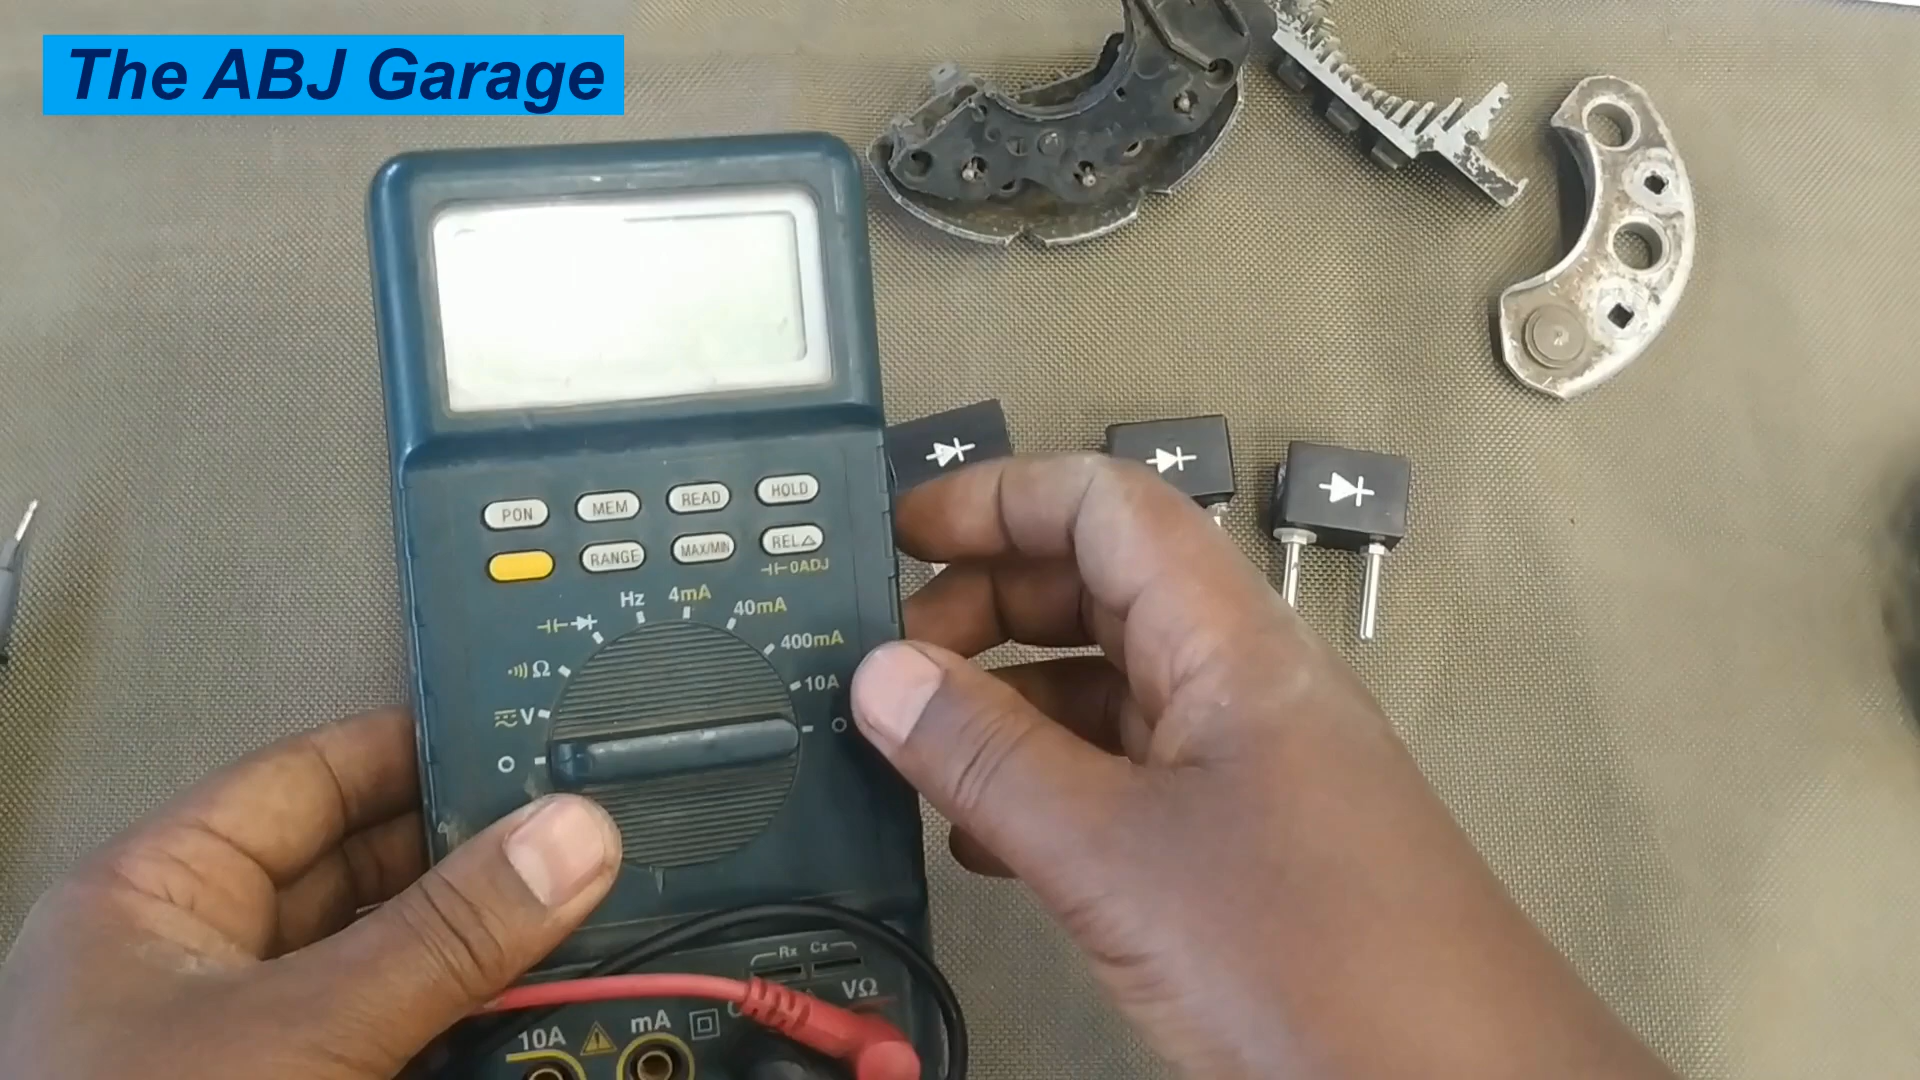 The ABJ Garage
PON MEM READ HOLD
RANGE MAX/MIN REL△
0ADJ
Hz 4mA 40mA
400mA
Ω 10A
V
Rx Cx
VΩ
10A mA